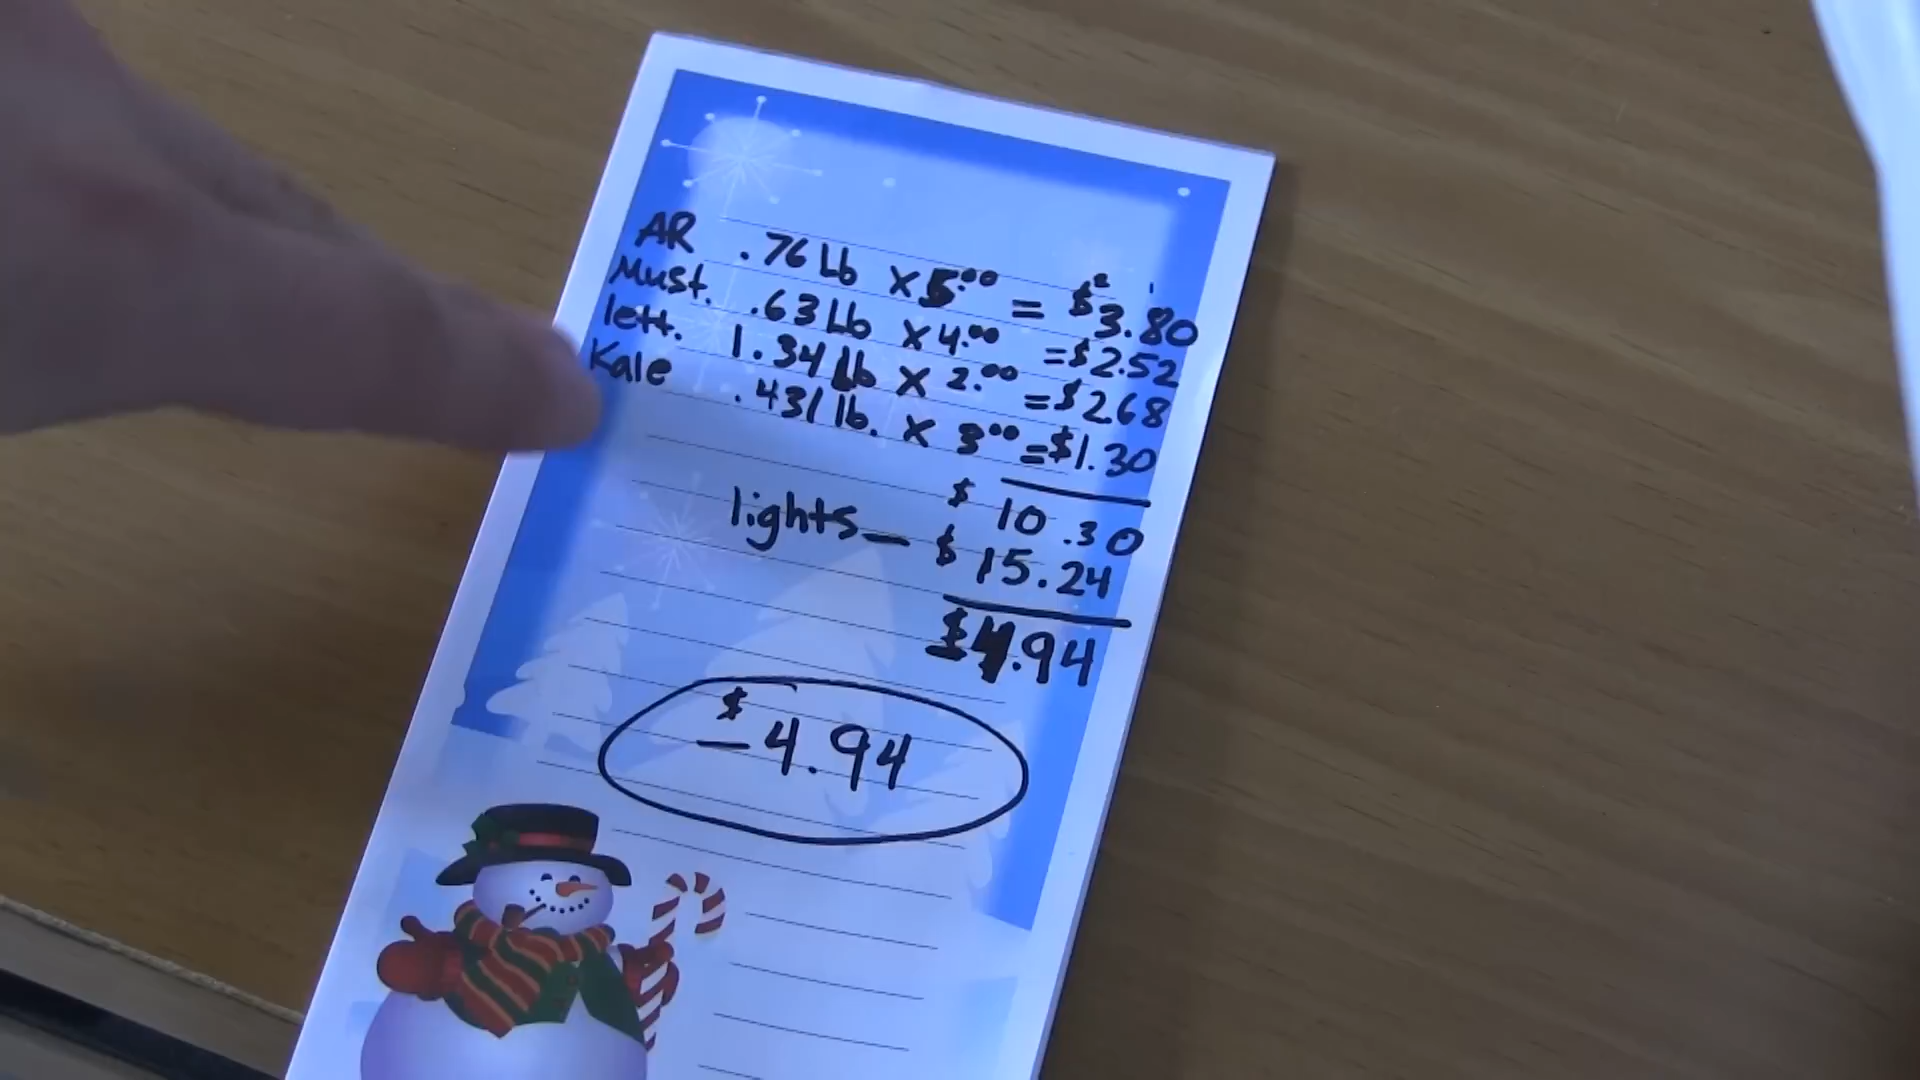 AR .76 Lb x 5.00 = $3.80
Must. .63 Lb x 4.00 = $2.52
lett. 1.34 lb x 2.00 = $2.68
Kale .431 lb. x 3.00 = $1.30
$ 10.30
lights - $ 15.24
$4.94
$ -4.94